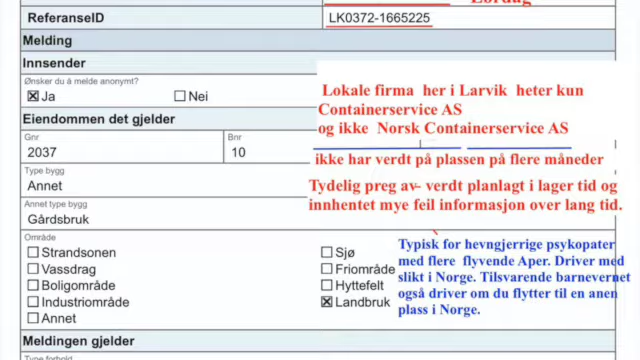 Lørdag
ReferanseID
LK0372-1665225
Melding
Innsender
Ønsker du å melde anonymt?
Ja
Nei
Lokale firma her i Larvik heter kun
Containerservice AS
og ikke Norsk Containerservice AS
Eiendommen det gjelder
Gnr
Bnr
2037
10
ikke har verdt på plassen på flere måneder
Type bygg
Annet
Tydelig preg av- verdt planlagt i lager tid og
innhentet mye feil informasjon over lang tid.
Annet type bygg
Gårdsbruk
Område
Strandsonen
Vassdrag
Boligområde
Industriområde
Annet
Sjø
Friområde
Hyttefelt
Landbruk
Typisk for hevngjerrige psykopater
med flere flyvende Aper. Driver med
slikt i Norge. Tilsvarende barnevernet
også driver om du flytter til en anen
plass i Norge.
Meldingen gjelder
Type forhold